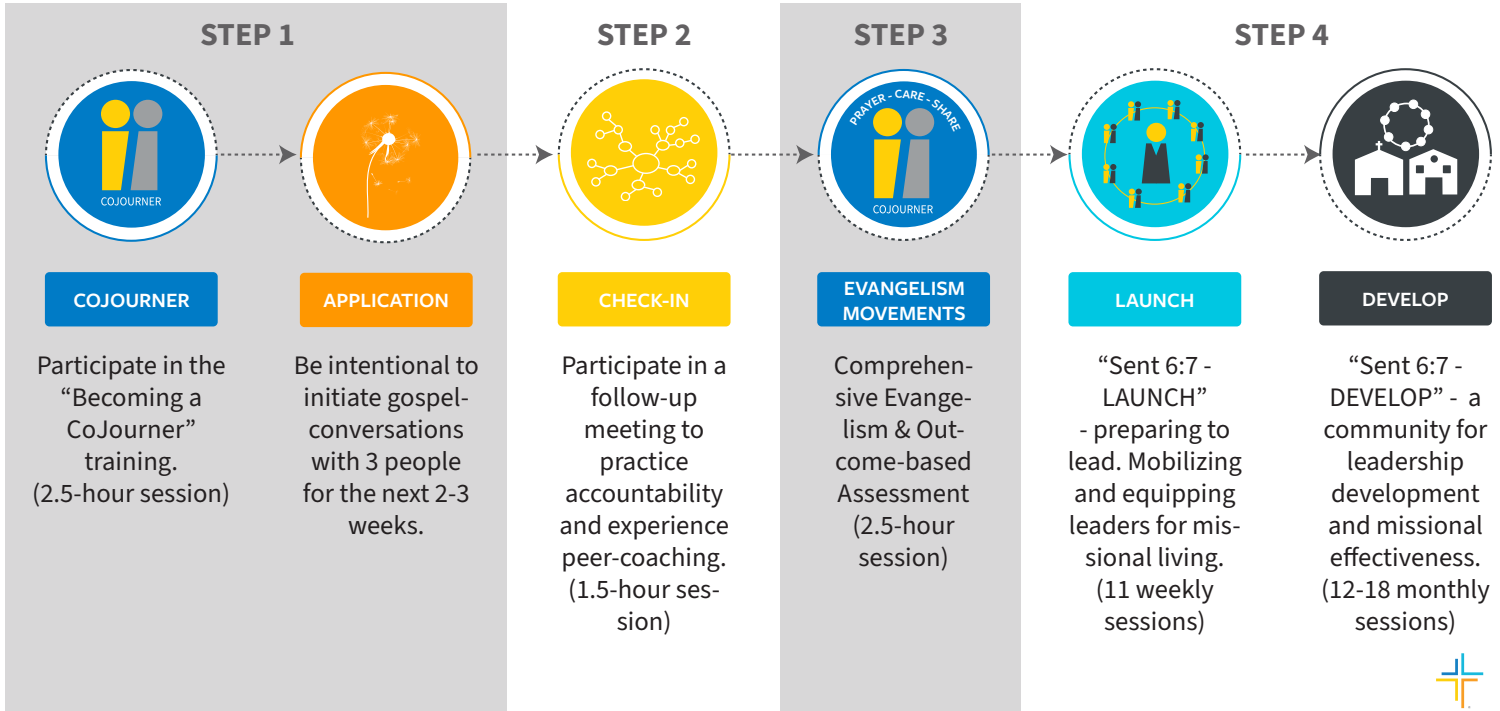 STEP 1
COJOURNER
COJOURNER
Participate in the
“Becoming a
CoJourner”
training.
(2.5-hour session)
APPLICATION
Be intentional to
initiate gospel-
conversations
with 3 people
for the next 2-3
weeks.
STEP 2
CHECK-IN
Participate in a
follow-up
meeting to
practice
accountability
and experience
peer-coaching.
(1.5-hour ses-
sion)
STEP 3
PRAYER - CARE - SHARE
COJOURNER
EVANGELISM
MOVEMENTS
Comprehen-
sive Evange-
lism & Out-
come-based
Assessment
(2.5-hour
session)
STEP 4
LAUNCH
“Sent 6:7 -
LAUNCH”
- preparing to
lead. Mobilizing
and equipping
leaders for mis-
sional living.
(11 weekly
sessions)
DEVELOP
“Sent 6:7 -
DEVELOP” - a
community for
leadership
development
and missional
effectiveness.
(12-18 monthly
sessions)